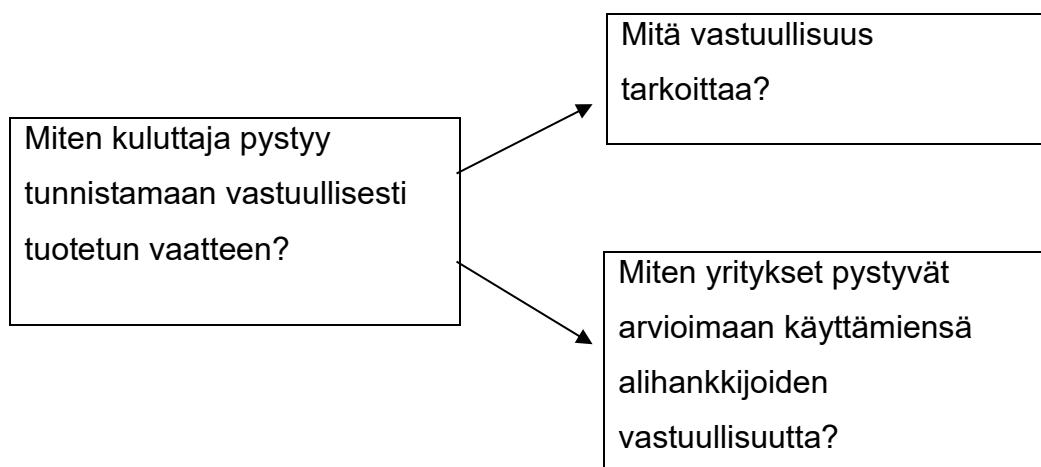 Miten kuluttaja pystyy
tunnistamaan vastuullisesti
tuotetun vaatteen?
Mitä vastuullisuus
tarkoittaa?
Miten yritykset pystyvät
arvioimaan käyttämiensä
alihankkijoiden
vastuullisuutta?